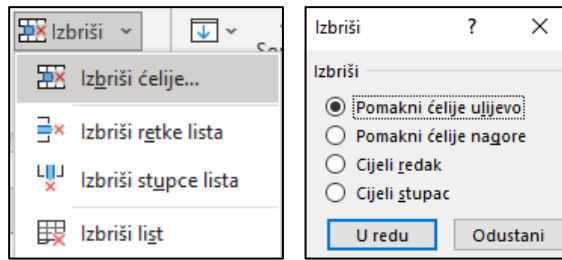 Izbriši
Izbriši ćelije...
Izbriši retke lista
Izbriši stupce lista
Izbriši list
Izbriši ? ×
Izbriši
Pomakni ćelije ulijevo
Pomakni ćelije nagore
Cijeli redak
Cijeli stupac
U redu Odustani